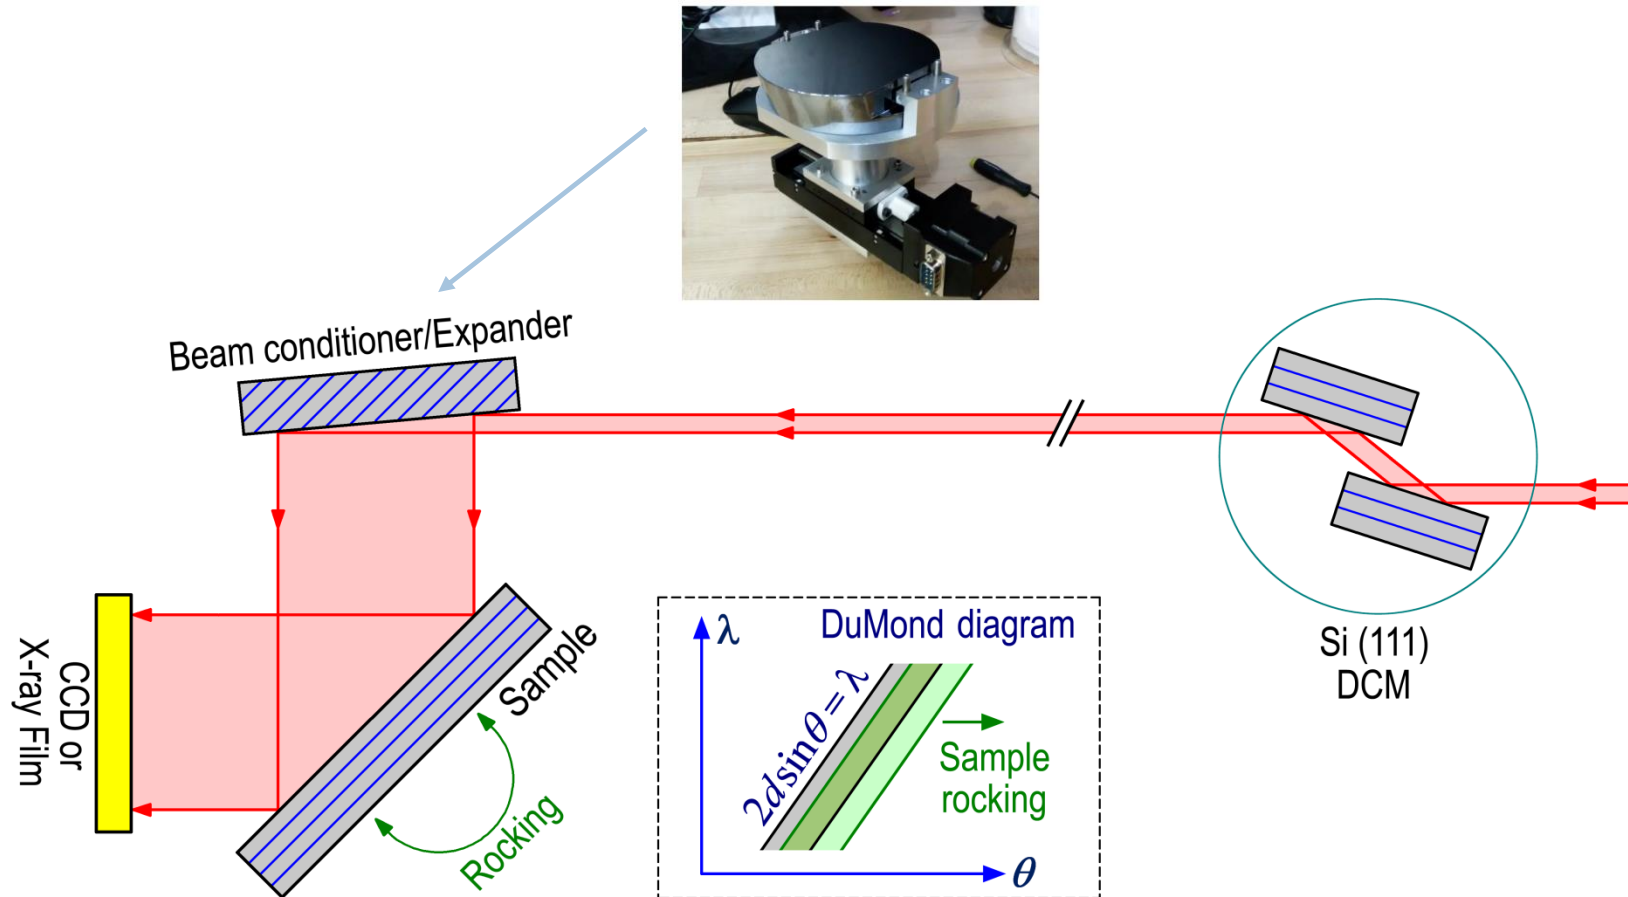 Beam conditioner/Expander
Si (111)
DCM
CCD or
X-ray Film
Sample
Rocking
DuMond diagram
λ
2dsinθ=λ
Sample
rocking
θ